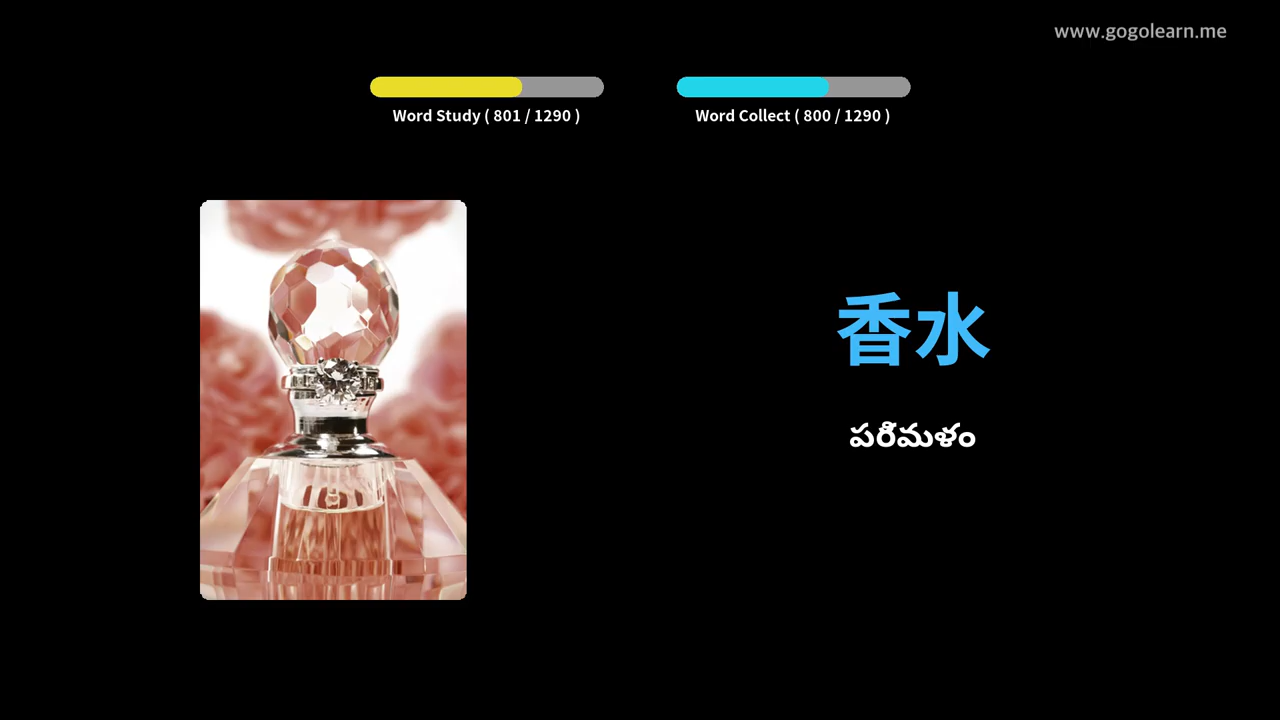 www.gogolearn.me
Word Study ( 801 / 1290 )
Word Collect ( 800 / 1290 )
香水
పరిమళం